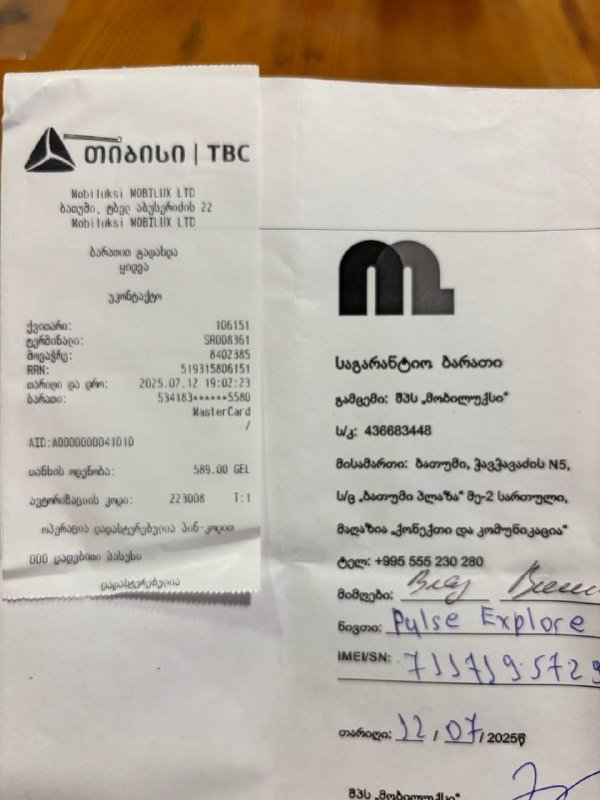 თიბისი | TBC
Mobiluksi MOBILUX LTD
ბათუმი, ტბელ აბუსერიძის 22
Mobiluksi MOBILUX LTD
ბარათით გადახდა
ყიდვა
უკონტაქტო
ქვითარი: 106151
ტერმინალი: SR008361
მოვაჭრე: 8402385
RRN: 519315806151
თარიღი და დრო: 2025.07.12 19:02:23
ბარათი: 534183******5580
MasterCard
/
AID:A0000000041010
თანხის ოდენობა: 589.00 GEL
ავტორიზაციის კოდი: 223008 T:1
ოპერაცია დადასტურებულია პინ-კოდით
000 დადებითი პასუხი
დადასტურებულია
საგარანტიო ბარათი
გამცემი: შპს „მობილუქსი“
ს/კ: 436683448
მისამართი: ბათუმი, ჭავჭავაძის N5,
ს/ც „ბათუმი პლაზა“ მე-2 სართული,
მაღაზია „ქონექთი და კომუნიკაცია“
ტელ: +995 555 230 280
მიმღები:
ნივთი: Pulse Explore
IMEI/SN:
თარიღი: 12/07/2025წ
შპს „მობილუქსი“